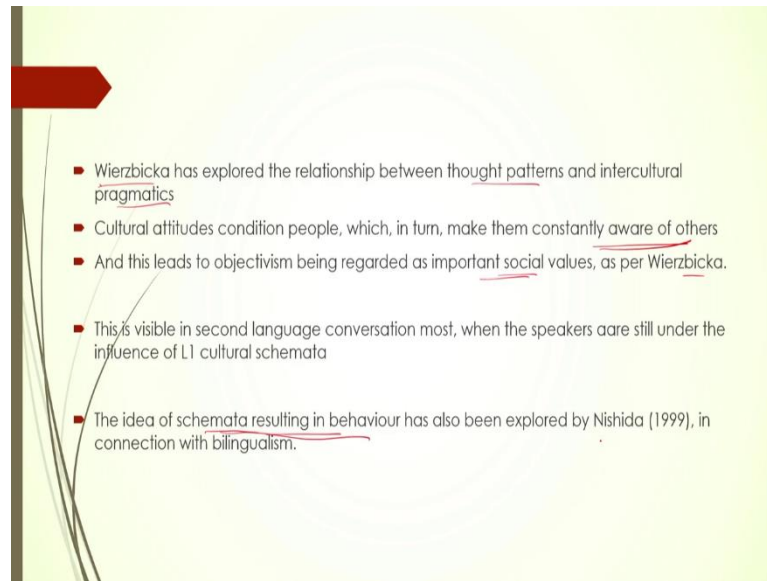 Wierzbicka has explored the relationship between thought patterns and intercultural
pragmatics
Cultural attitudes condition people, which, in turn, make them constantly aware of others
And this leads to objectivism being regarded as important social values, as per Wierzbicka.
This is visible in second language conversation most, when the speakers aare still under the
influence of L1 cultural schemata
The idea of schemata resulting in behaviour has also been explored by Nishida (1999), in
connection with bilingualism.